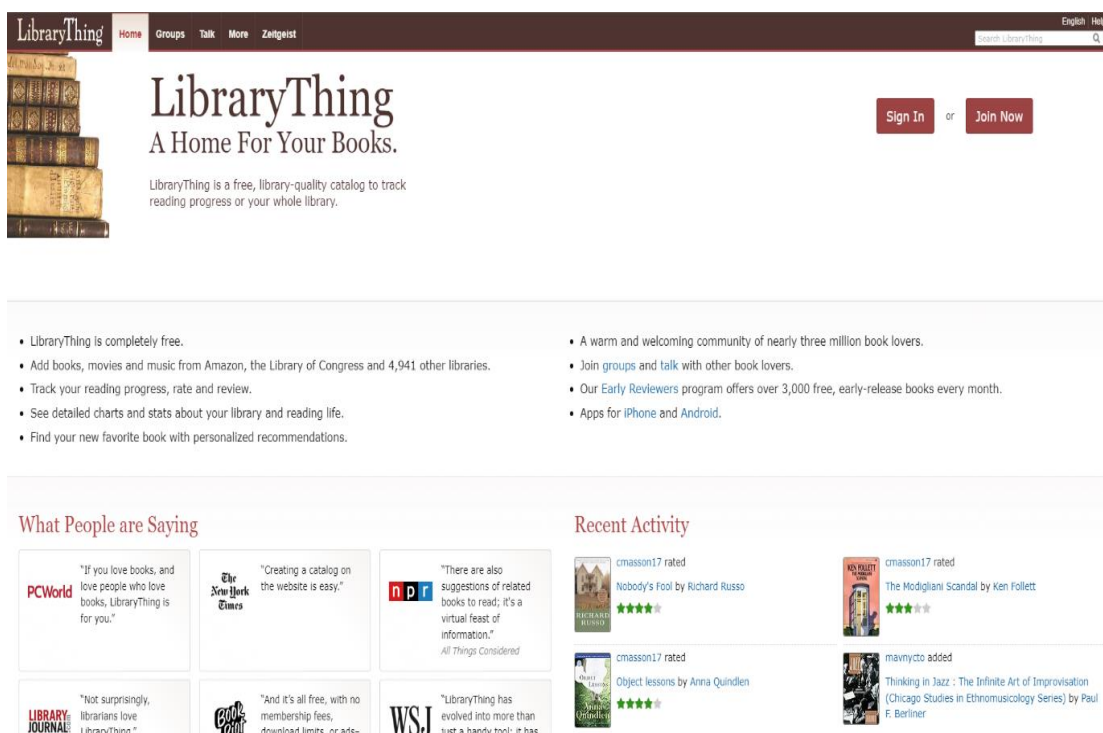 LibraryThing Home Groups Talk More Zeitgeist
English Hel
Search LibraryThing
LibraryThing
A Home For Your Books.
LibraryThing is a free, library-quality catalog to track
reading progress or your whole library.
Sign In or Join Now
• LibraryThing is completely free.
• Add books, movies and music from Amazon, the Library of Congress and 4,941 other libraries.
• Track your reading progress, rate and review.
• See detailed charts and stats about your library and reading life.
• Find your new favorite book with personalized recommendations.
• A warm and welcoming community of nearly three million book lovers.
• Join groups and talk with other book lovers.
• Our Early Reviewers program offers over 3,000 free, early-release books every month.
• Apps for iPhone and Android.
What People are Saying
PCWorld
"If you love books, and
love people who love
books, LibraryThing is
for you."
The
New York
Times
"Creating a catalog on
the website is easy."
npr
"There are also
suggestions of related
books to read; it's a
virtual feast of
information."
All Things Considered
LIBRARY
JOURNAL
"Not surprisingly,
librarians love
LibraryThing."
Book
"And it's all free, with no
membership fees,
download limits, or ads–
WSJ
"LibraryThing has
evolved into more than
just a handy tool; it has
Recent Activity
RICHARD
RUSSO
cmasson17 rated
Nobody's Fool by Richard Russo
KEN FOLLETT
cmasson17 rated
The Modigliani Scandal by Ken Follett
Anna
Quindlen
cmasson17 rated
Object lessons by Anna Quindlen
mavnycto added
Thinking in Jazz : The Infinite Art of Improvisation
(Chicago Studies in Ethnomusicology Series) by Paul
F. Berliner